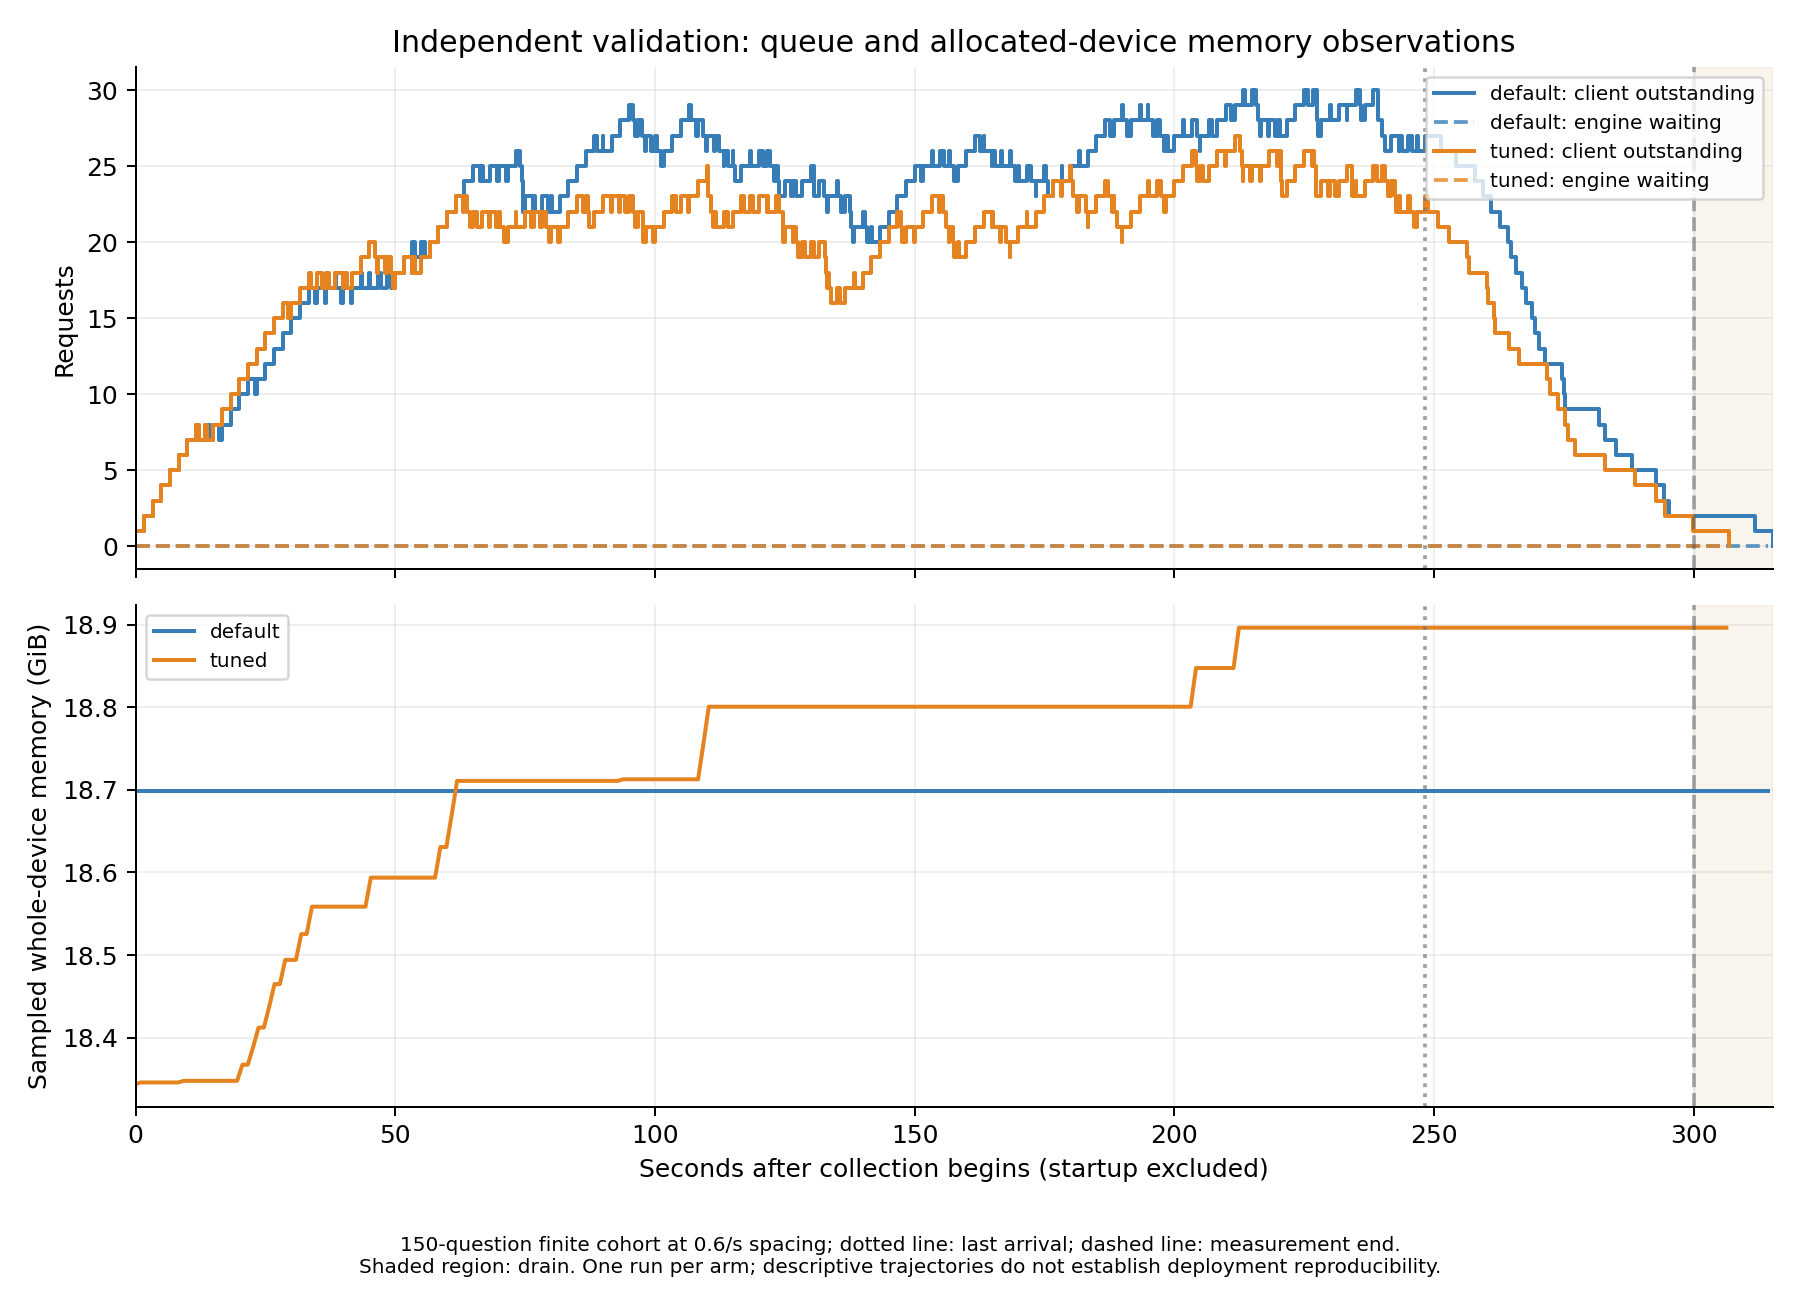 Independent validation: queue and allocated-device memory observations
30
25
20
15
10
5
0
Requests
default: client outstanding
default: engine waiting
tuned: client outstanding
tuned: engine waiting
18.9
18.8
18.7
18.6
18.5
18.4
Sampled whole-device memory (GiB)
default
tuned
0
50
100
150
200
250
300
Seconds after collection begins (startup excluded)
150-question finite cohort at 0.6/s spacing; dotted line: last arrival; dashed line: measurement end.
Shaded region: drain. One run per arm; descriptive trajectories do not establish deployment reproducibility.